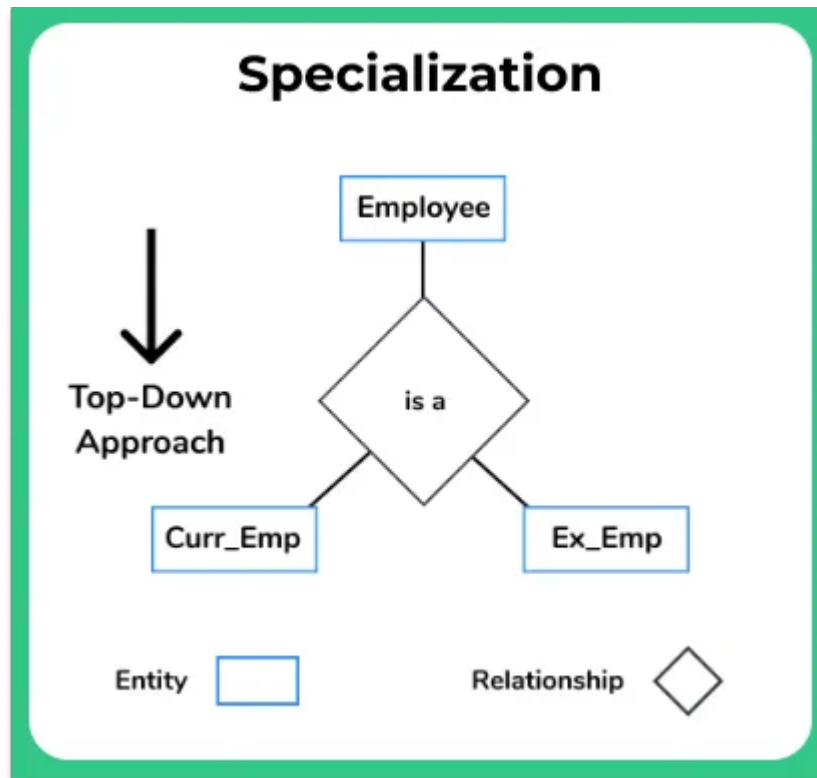 Specialization
Employee
is a
Top-Down
Approach
Curr_Emp
Ex_Emp
Entity
Relationship